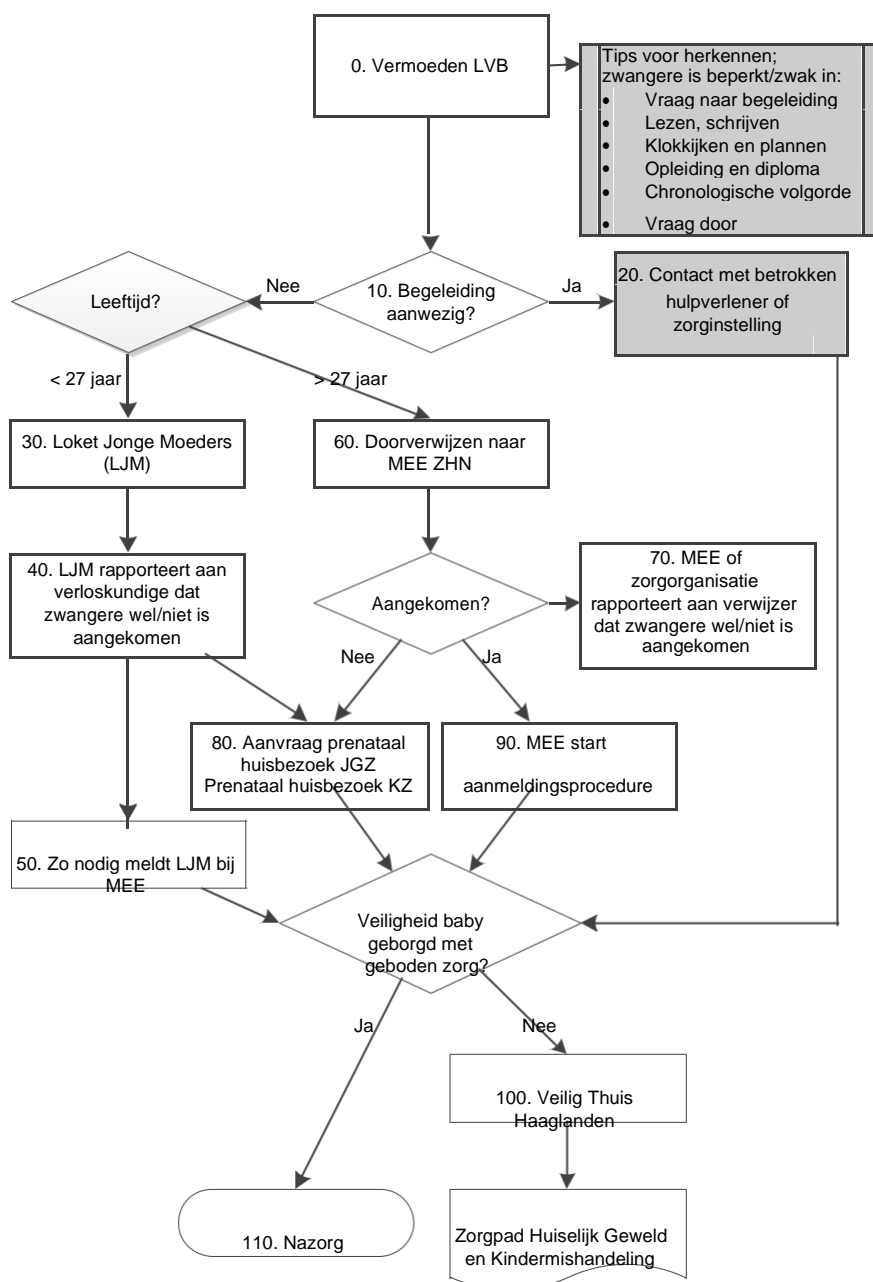 0. Vermoeden LVB
Tips voor herkennen;
zwangere is beperkt/zwak in:
• Vraag naar begeleiding
• Lezen, schrijven
• Klokkijken en plannen
• Opleiding en diploma
• Chronologische volgorde
• Vraag door
Leeftijd?
Nee
10. Begeleiding
aanwezig?
Ja
20. Contact met betrokken
hulpverlener of
zorginstelling
< 27 jaar
> 27 jaar
30. Loket Jonge Moeders
(LJM)
60. Doorverwijzen naar
MEE ZHN
40. LJM rapporteert aan
verloskundige dat
zwangere wel/niet is
aangekomen
Aangekomen?
70. MEE of
zorgorganisatie
rapporteert aan verwijzer
dat zwangere wel/niet is
aangekomen
Nee
Ja
80. Aanvraag prenataal
huisbezoek JGZ
Prenataal huisbezoek KZ
90. MEE start
aanmeldingsprocedure
50. Zo nodig meldt LJM bij
MEE
Veiligheid baby
geborgd met
geboden zorg?
Ja
Nee
100. Veilig Thuis
Haaglanden
110. Nazorg
Zorgpad Huiselijk Geweld
en Kindermishandeling